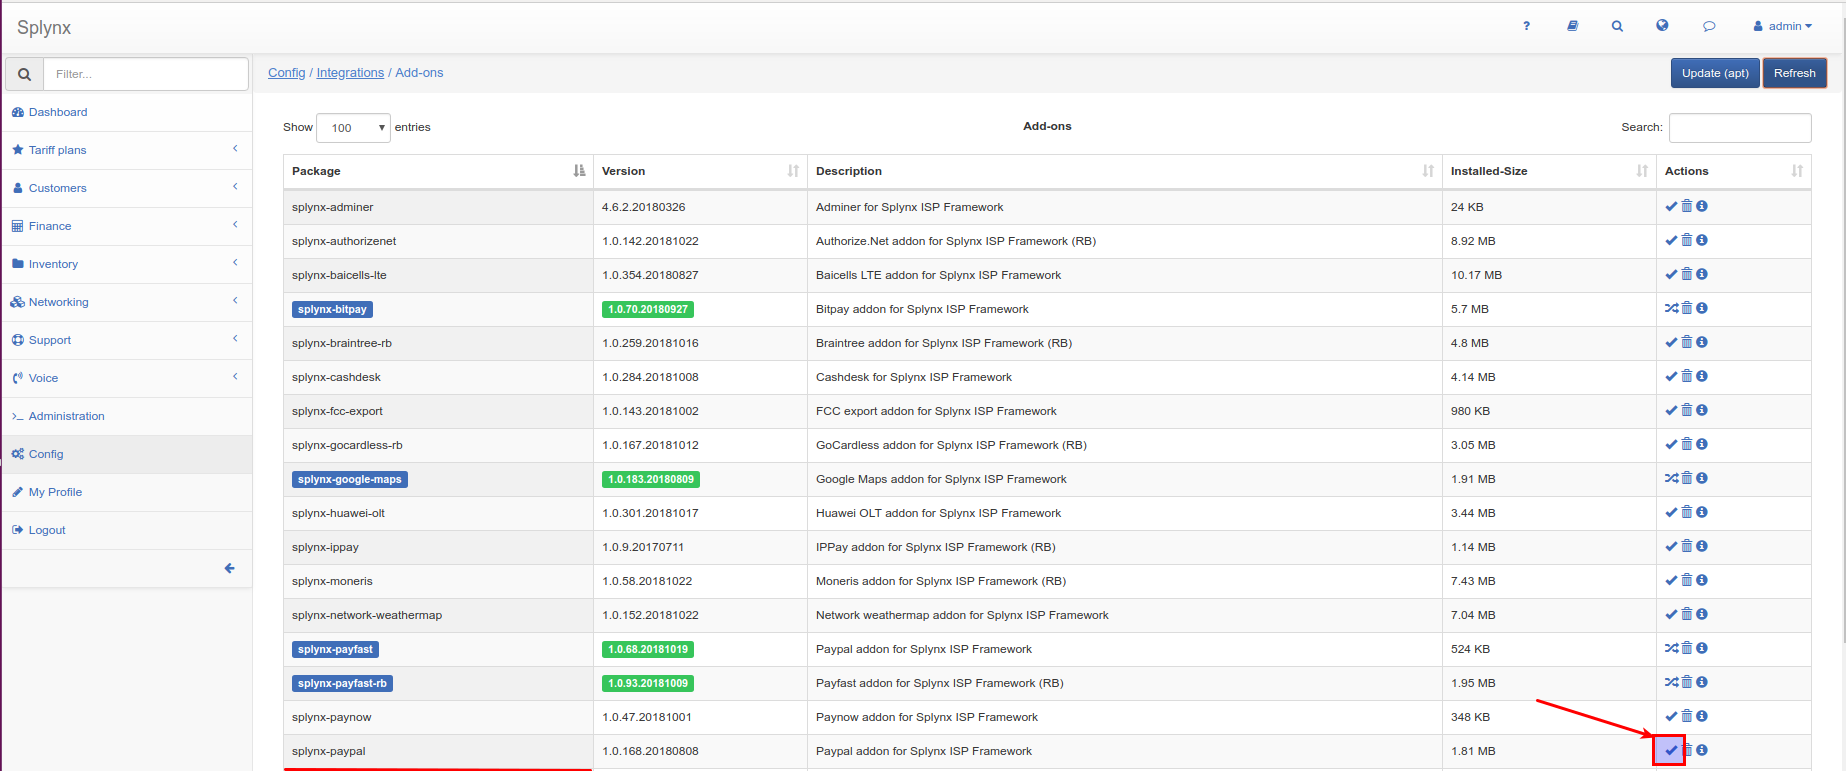 Splynx
? admin
Filter...
Config / Integrations / Add-ons
Update (apt) Refresh
Dashboard
Tariff plans
Customers
Finance
Inventory
Networking
Support
Voice
Administration
Config
My Profile
Logout
Show 100 entries
Add-ons
Search:
Package Version Description Installed-Size Actions
splynx-adminer 4.6.2.20180326 Adminer for Splynx ISP Framework 24 KB
splynx-authorizenet 1.0.142.20181022 Authorize.Net addon for Splynx ISP Framework (RB) 8.92 MB
splynx-baicells-lte 1.0.354.20180827 Baicells LTE addon for Splynx ISP Framework 10.17 MB
splynx-bitpay 1.0.70.20180927 Bitpay addon for Splynx ISP Framework 5.7 MB
splynx-braintree-rb 1.0.259.20181016 Braintree addon for Splynx ISP Framework (RB) 4.8 MB
splynx-cashdesk 1.0.284.20181008 Cashdesk for Splynx ISP Framework 4.14 MB
splynx-fcc-export 1.0.143.20181002 FCC export addon for Splynx ISP Framework 980 KB
splynx-gocardless-rb 1.0.167.20181012 GoCardless addon for Splynx ISP Framework (RB) 3.05 MB
splynx-google-maps 1.0.183.20180809 Google Maps addon for Splynx ISP Framework 1.91 MB
splynx-huawei-olt 1.0.301.20181017 Huawei OLT addon for Splynx ISP Framework 3.44 MB
splynx-ippay 1.0.9.20170711 IPPay addon for Splynx ISP Framework (RB) 1.14 MB
splynx-moneris 1.0.58.20181022 Moneris addon for Splynx ISP Framework (RB) 7.43 MB
splynx-network-weathermap 1.0.152.20181022 Network weathermap addon for Splynx ISP Framework 7.04 MB
splynx-payfast 1.0.68.20181019 Paypal addon for Splynx ISP Framework 524 KB
splynx-payfast-rb 1.0.93.20181009 Payfast addon for Splynx ISP Framework (RB) 1.95 MB
splynx-paynow 1.0.47.20181001 Paynow addon for Splynx ISP Framework 348 KB
splynx-paypal 1.0.168.20180808 Paypal addon for Splynx ISP Framework 1.81 MB